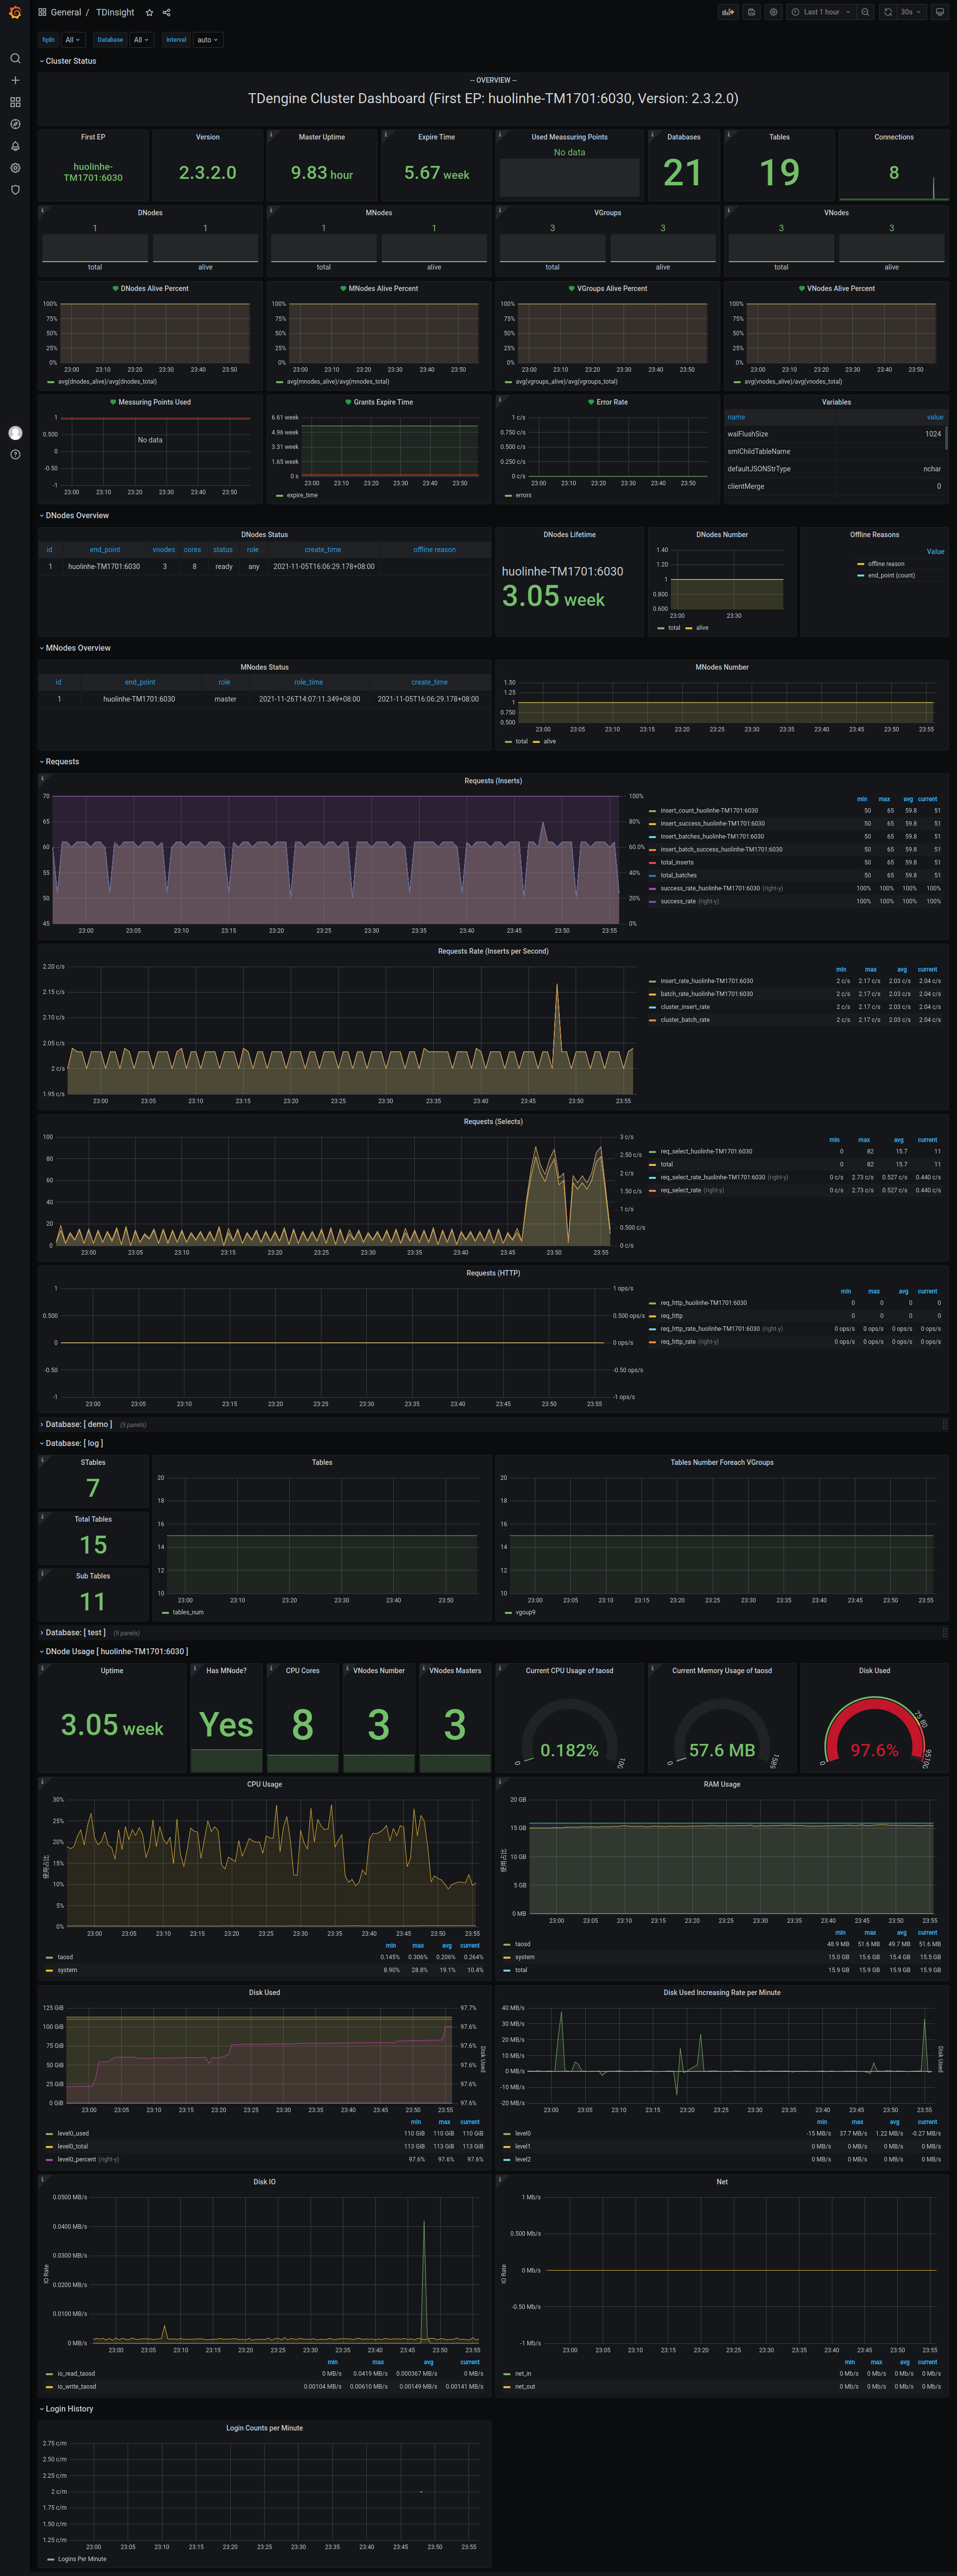 General / TDinsight
Last 1 hour
30s
fqdn All Database All Interval auto
Cluster Status
-- OVERVIEW --
TDengine Cluster Dashboard (First EP: huolinhe-TM1701:6030, Version: 2.3.2.0)
First EP
huolinhe-
TM1701:6030
Version
2.3.2.0
Master Uptime
9.83 hour
Expire Time
5.67 week
Used Meassuring Points
No data
Databases
21
Tables
19
Connections
8
DNodes
1 1
total alive
MNodes
1 1
total alive
VGroups
3 3
total alive
VNodes
3 3
total alive
DNodes Alive Percent
100%
75%
50%
25%
0%
23:00 23:10 23:20 23:30 23:40 23:50
avg(dnodes_alive)/avg(dnodes_total)
MNodes Alive Percent
100%
75%
50%
25%
0%
23:00 23:10 23:20 23:30 23:40 23:50
avg(mnodes_alive)/avg(mnodes_total)
VGroups Alive Percent
100%
75%
50%
25%
0%
23:00 23:10 23:20 23:30 23:40 23:50
avg(vgroups_alive)/avg(vgroups_total)
VNodes Alive Percent
100%
75%
50%
25%
0%
23:00 23:10 23:20 23:30 23:40 23:50
avg(vnodes_alive)/avg(vnodes_total)
Messuring Points Used
1
0.500
0
-0.50
-1
No data
23:00 23:10 23:20 23:30 23:40 23:50
Grants Expire Time
6.61 week
4.96 week
3.31 week
1.65 week
0 s
23:00 23:10 23:20 23:30 23:40 23:50
expire_time
Error Rate
1 c/s
0.750 c/s
0.500 c/s
0.250 c/s
0 c/s
23:00 23:10 23:20 23:30 23:40 23:50
errors
Variables
name value
walFlushSize 1024
smlChildTableName
defaultJSONStrType nchar
clientMerge 0
DNodes Overview
DNodes Status
id end_point vnodes cores status role create_time offline reason
1 huolinhe-TM1701:6030 3 8 ready any 2021-11-05T16:06:29.178+08:00
DNodes Lifetime
huolinhe-TM1701:6030
3.05 week
DNodes Number
1.40
1.20
1
0.800
0.600
23:00 23:30
total alive
Offline Reasons
Value
offline reason
end_point (count)
MNodes Overview
MNodes Status
id end_point role role_time create_time
1 huolinhe-TM1701:6030 master 2021-11-26T14:07:11.349+08:00 2021-11-05T16:06:29.178+08:00
MNodes Number
1.50
1.25
1
0.750
0.500
23:00 23:05 23:10 23:15 23:20 23:25 23:30 23:35 23:40 23:45 23:50 23:55
total alive
Requests
Requests (Inserts)
70
65
60
55
50
45
100%
80%
60.0%
40%
20%
0%
23:00 23:05 23:10 23:15 23:20 23:25 23:30 23:35 23:40 23:45 23:50 23:55
min max avg current
insert_count_huolinhe-TM1701:6030 50 65 59.8 51
insert_success_huolinhe-TM1701:6030 50 65 59.8 51
insert_batches_huolinhe-TM1701:6030 50 65 59.8 51
insert_batch_success_huolinhe-TM1701:6030 50 65 59.8 51
total_inserts 50 65 59.8 51
total_batches 50 65 59.8 51
success_rate_huolinhe-TM1701:6030 (right-y) 100% 100% 100% 100%
success_rate (right-y) 100% 100% 100% 100%
Requests Rate (Inserts per Second)
2.20 c/s
2.15 c/s
2.10 c/s
2.05 c/s
2 c/s
1.95 c/s
23:00 23:05 23:10 23:15 23:20 23:25 23:30 23:35 23:40 23:45 23:50 23:55
min max avg current
insert_rate_huolinhe-TM1701:6030 2 c/s 2.17 c/s 2.03 c/s 2.04 c/s
batch_rate_huolinhe-TM1701:6030 2 c/s 2.17 c/s 2.03 c/s 2.04 c/s
cluster_insert_rate 2 c/s 2.17 c/s 2.03 c/s 2.04 c/s
cluster_batch_rate 2 c/s 2.17 c/s 2.03 c/s 2.04 c/s
Requests (Selects)
100
80
60
40
20
0
3 c/s
2.50 c/s
2 c/s
1.50 c/s
1 c/s
0.500 c/s
0 c/s
23:00 23:05 23:10 23:15 23:20 23:25 23:30 23:35 23:40 23:45 23:50 23:55
min max avg current
req_select_huolinhe-TM1701:6030 0 82 15.7 11
total 0 82 15.7 11
req_select_rate_huolinhe-TM1701:6030 (right-y) 0 c/s 2.73 c/s 0.527 c/s 0.440 c/s
req_select_rate (right-y) 0 c/s 2.73 c/s 0.527 c/s 0.440 c/s
Requests (HTTP)
1
0.500
0
-0.50
-1
1 ops/s
0.500 ops/s
0 ops/s
-0.50 ops/s
-1 ops/s
23:00 23:05 23:10 23:15 23:20 23:25 23:30 23:35 23:40 23:45 23:50 23:55
min max avg current
req_http_huolinhe-TM1701:6030 0 0 0 0
req_http 0 0 0 0
req_http_rate_huolinhe-TM1701:6030 (right-y) 0 ops/s 0 ops/s 0 ops/s 0 ops/s
req_http_rate (right-y) 0 ops/s 0 ops/s 0 ops/s 0 ops/s
Database: [ demo ] (5 panels)
Database: [ log ]
STables
7
Total Tables
15
Sub Tables
11
Tables
20
18
16
14
12
10
23:00 23:10 23:20 23:30 23:40 23:50
tables_num
Tables Number Foreach VGroups
20
18
16
14
12
10
23:00 23:05 23:10 23:15 23:20 23:25 23:30 23:35 23:40 23:45 23:50 23:55
vgoup9
Database: [ test ] (5 panels)
DNode Usage [ huolinhe-TM1701:6030 ]
Uptime
3.05 week
Has MNode?
Yes
CPU Cores
8
VNodes Number
3
VNodes Masters
3
Current CPU Usage of taosd
0.182%
0 100
Current Memory Usage of taosd
57.6 MB
0 1589
Disk Used
97.6%
0 75 80 95100
CPU Usage
使用占比
30%
25%
20%
15%
10%
5%
0%
23:00 23:05 23:10 23:15 23:20 23:25 23:30 23:35 23:40 23:45 23:50 23:55
min max avg current
taosd 0.145% 0.306% 0.206% 0.264%
system 8.90% 28.8% 19.1% 10.4%
RAM Usage
使用占比
20 GB
15 GB
10 GB
5 GB
0 MB
23:00 23:05 23:10 23:15 23:20 23:25 23:30 23:35 23:40 23:45 23:50 23:55
min max avg current
taosd 48.9 MB 51.6 MB 49.7 MB 51.6 MB
system 15.0 GB 15.6 GB 15.4 GB 15.5 GB
total 15.9 GB 15.9 GB 15.9 GB 15.9 GB
Disk Used
125 GiB
100 GiB
75 GiB
50 GiB
25 GiB
0 GiB
97.7%
97.6%
97.6%
97.6%
97.6%
97.6%
Disk Used
23:00 23:05 23:10 23:15 23:20 23:25 23:30 23:35 23:40 23:45 23:50 23:55
min max current
level0_used 110 GiB 110 GiB 110 GiB
level0_total 113 GiB 113 GiB 113 GiB
level0_percent (right-y) 97.6% 97.6% 97.6%
Disk Used Increasing Rate per Minute
40 MB/s
30 MB/s
20 MB/s
10 MB/s
0 MB/s
-10 MB/s
-20 MB/s
Disk Used
23:00 23:05 23:10 23:15 23:20 23:25 23:30 23:35 23:40 23:45 23:50 23:55
min max avg current
level0 -15 MB/s 37.7 MB/s 1.22 MB/s -0.27 MB/s
level1 0 MB/s 0 MB/s 0 MB/s 0 MB/s
level2 0 MB/s 0 MB/s 0 MB/s 0 MB/s
Disk IO
IO Rate
0.0500 MB/s
0.0400 MB/s
0.0300 MB/s
0.0200 MB/s
0.0100 MB/s
0 MB/s
23:00 23:05 23:10 23:15 23:20 23:25 23:30 23:35 23:40 23:45 23:50 23:55
min max avg current
io_read_taosd 0 MB/s 0.0419 MB/s 0.000367 MB/s 0 MB/s
io_write_taosd 0.00104 MB/s 0.00610 MB/s 0.00149 MB/s 0.00141 MB/s
Net
IO Rate
1 Mb/s
0.500 Mb/s
0 Mb/s
-0.50 Mb/s
-1 Mb/s
23:00 23:05 23:10 23:15 23:20 23:25 23:30 23:35 23:40 23:45 23:50 23:55
min max avg current
net_in 0 Mb/s 0 Mb/s 0 Mb/s 0 Mb/s
net_out 0 Mb/s 0 Mb/s 0 Mb/s 0 Mb/s
Login History
Login Counts per Minute
2.75 c/m
2.50 c/m
2.25 c/m
2 c/m
1.75 c/m
1.50 c/m
1.25 c/m
23:00 23:05 23:10 23:15 23:20 23:25 23:30 23:35 23:40 23:45 23:50 23:55
Logins Per Minute